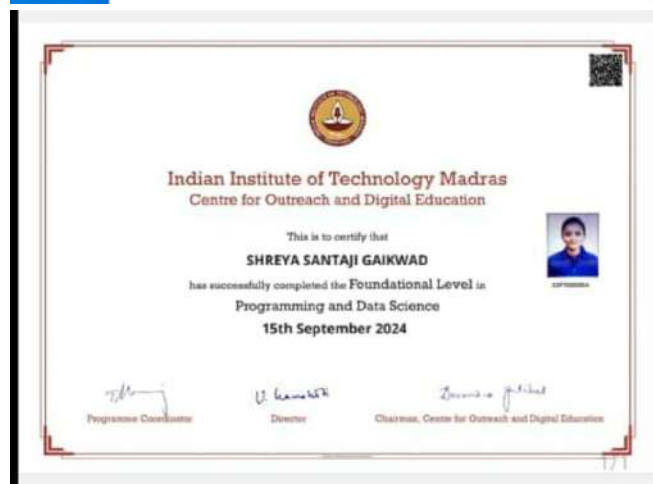 Indian Institute of Technology Madras
Centre for Outreach and Digital Education
This is to certify that
SHREYA SANTAJI GAIKWAD
has successfully completed the Foundational Level in
Programming and Data Science
15th September 2024
Programme Coordinator
Director
Chairman, Centre for Outreach and Digital Education
1/1